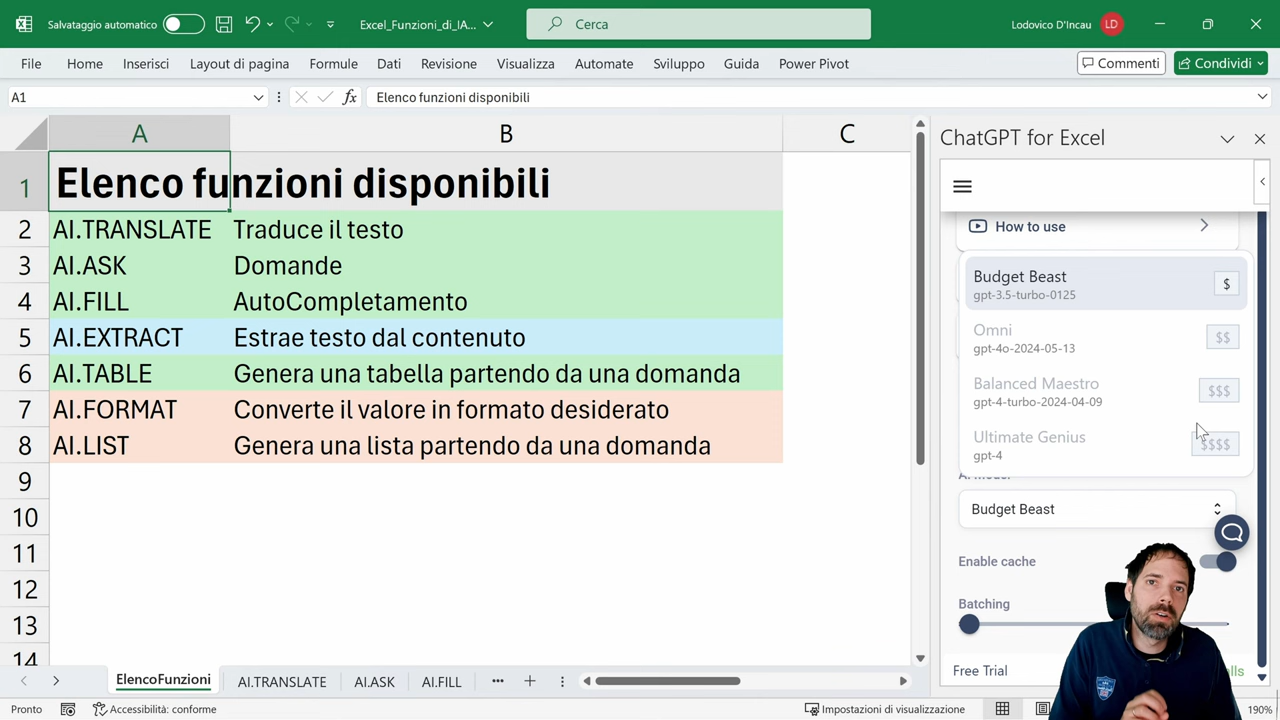 Salvataggio automatico
Excel_Funzioni_di_IA...
Cerca
Lodovico D'Incau
LD
File
Home
Inserisci
Layout di pagina
Formule
Dati
Revisione
Visualizza
Automate
Sviluppo
Guida
Power Pivot
Commenti
Condividi
A1
fx
Elenco funzioni disponibili
A
B
C
1 Elenco funzioni disponibili
2 AI.TRANSLATE Traduce il testo
3 AI.ASK Domande
4 AI.FILL AutoCompletamento
5 AI.EXTRACT Estrae testo dal contenuto
6 AI.TABLE Genera una tabella partendo da una domanda
7 AI.FORMAT Converte il valore in formato desiderato
8 AI.LIST Genera una lista partendo da una domanda
9
10
11
12
13
14
ChatGPT for Excel
How to use
Budget Beast $
gpt-3.5-turbo-0125
Omni $$
gpt-4o-2024-05-13
Balanced Maestro $$$
gpt-4-turbo-2024-04-09
Ultimate Genius $$$$
gpt-4
Budget Beast
Enable cache
Batching
Free Trial
ElencoFunzioni
AI.TRANSLATE
AI.ASK
AI.FILL
Pronto
Accessibilità: conforme
Impostazioni di visualizzazione
190%